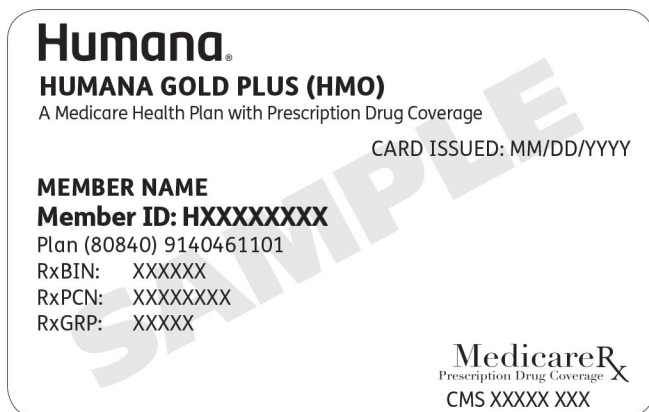 Humana®
HUMANA GOLD PLUS (HMO)
A Medicare Health Plan with Prescription Drug Coverage
CARD ISSUED: MM/DD/YYYY
SAMPLE
MEMBER NAME
Member ID: HXXXXXXXX
Plan (80840) 9140461101
RxBIN: XXXXXX
RxPCN: XXXXXXXX
RxGRP: XXXXX
MedicareRx
Prescription Drug Coverage
CMS XXXXX XXX